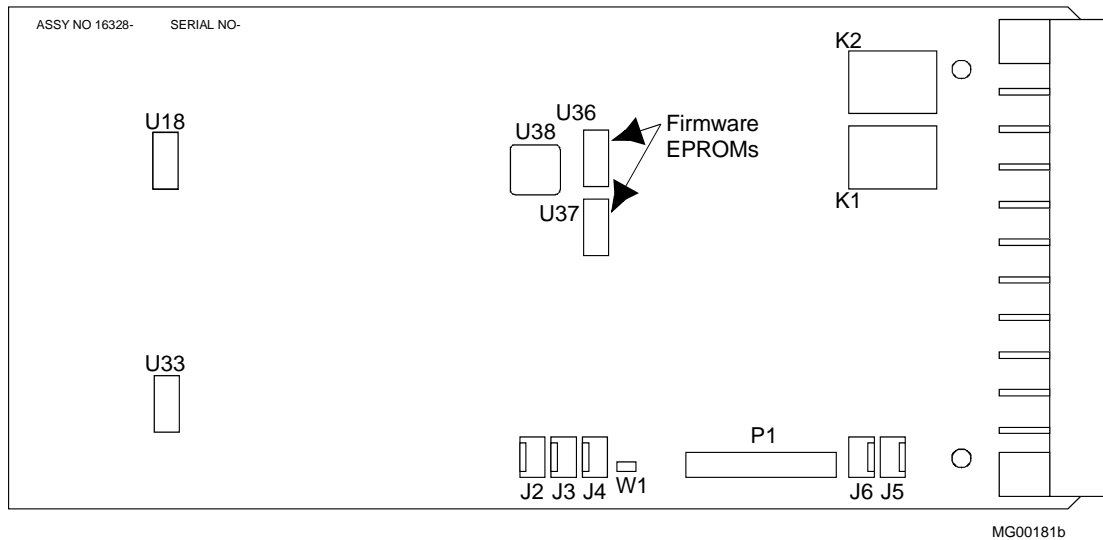 ASSY NO 16328- SERIAL NO-
K2
U18
U36
U38
Firmware
EPROMs
U37
K1
U33
P1
J2 J3 J4 W1 J6 J5
MG00181b